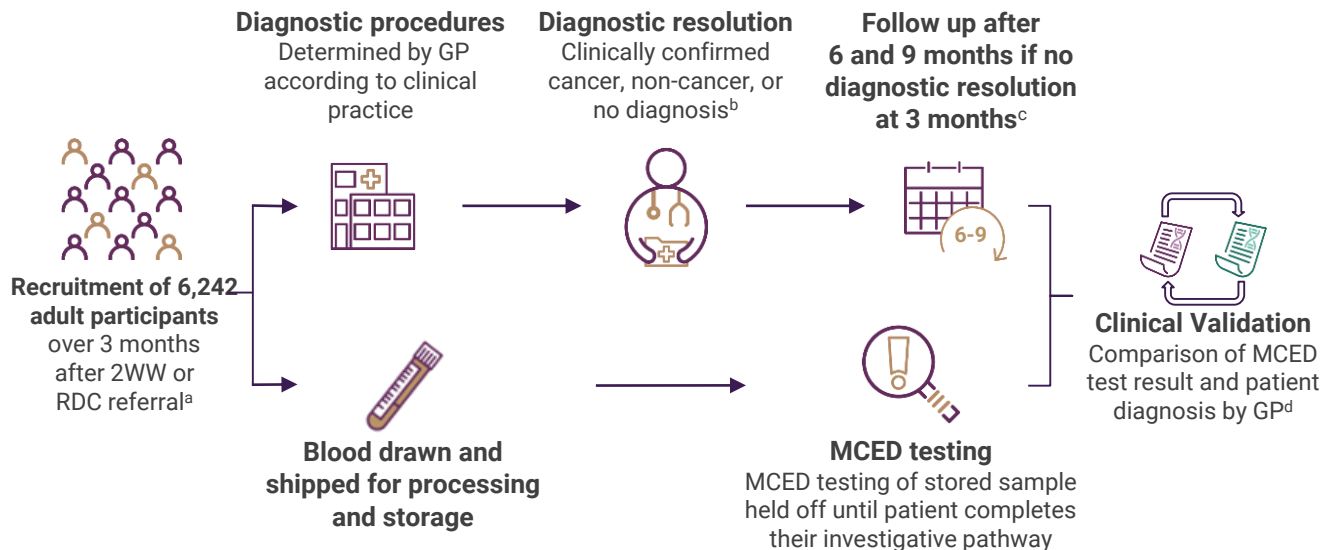 Diagnostic procedures
Determined by GP
according to clinical
practice
Diagnostic resolution
Clinically confirmed
cancer, non-cancer, or
no diagnosisᵇ
Follow up after
6 and 9 months if no
diagnostic resolution
at 3 monthsᶜ
6-9
Recruitment of 6,242
adult participants
over 3 months
after 2WW or
RDC referralᵃ
Blood drawn and
shipped for processing
and storage
MCED testing
MCED testing of stored sample
held off until patient completes
their investigative pathway
Clinical Validation
Comparison of MCED
test result and patient
diagnosis by GPᵈ